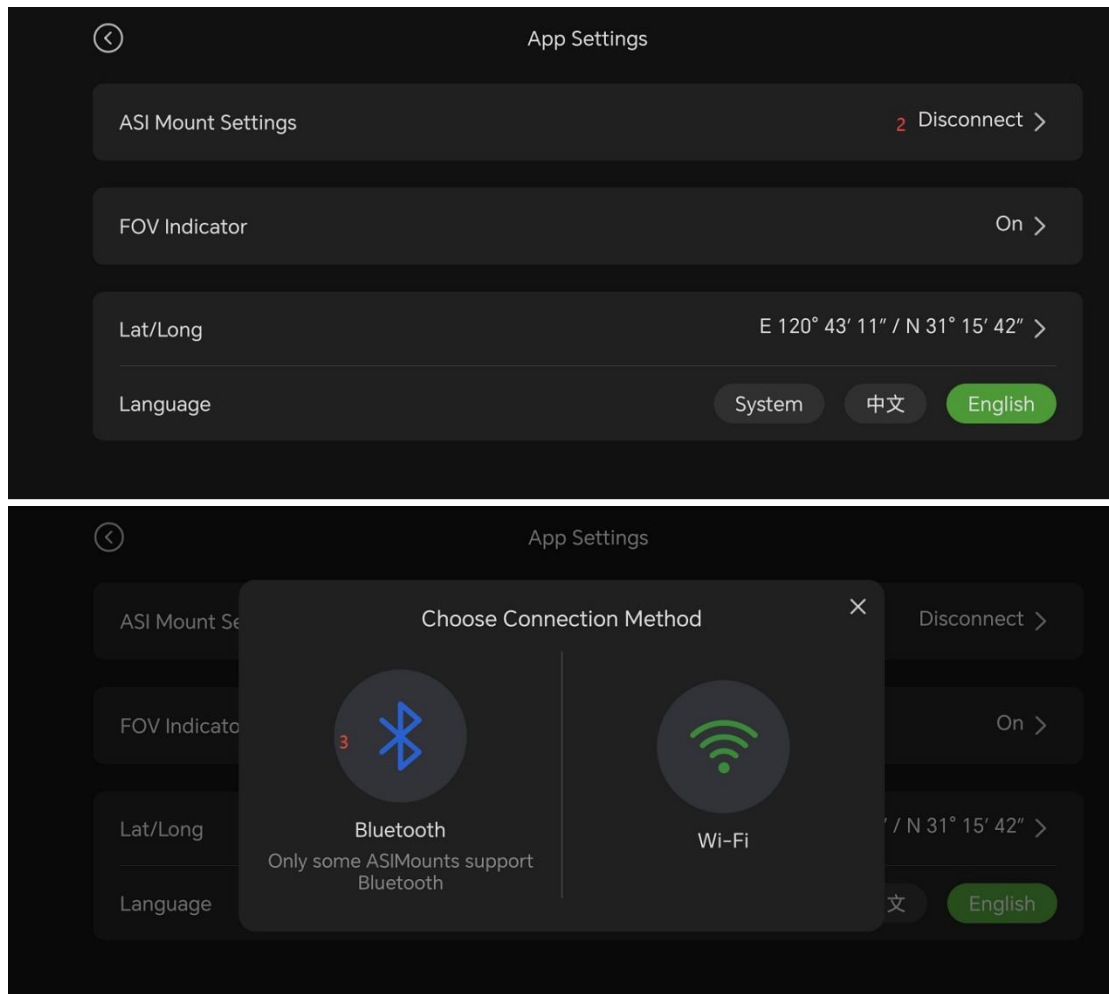 App Settings
ASI Mount Settings 2 Disconnect
FOV Indicator On
Lat/Long E 120° 43′ 11″ / N 31° 15′ 42″
Language System 中文 English
App Settings
ASI Mount Se Disconnect
Choose Connection Method
FOV Indicato On
3
Lat/Long ′ / N 31° 15′ 42″
Bluetooth Wi-Fi
Only some ASIMounts support
Bluetooth
Language 文 English